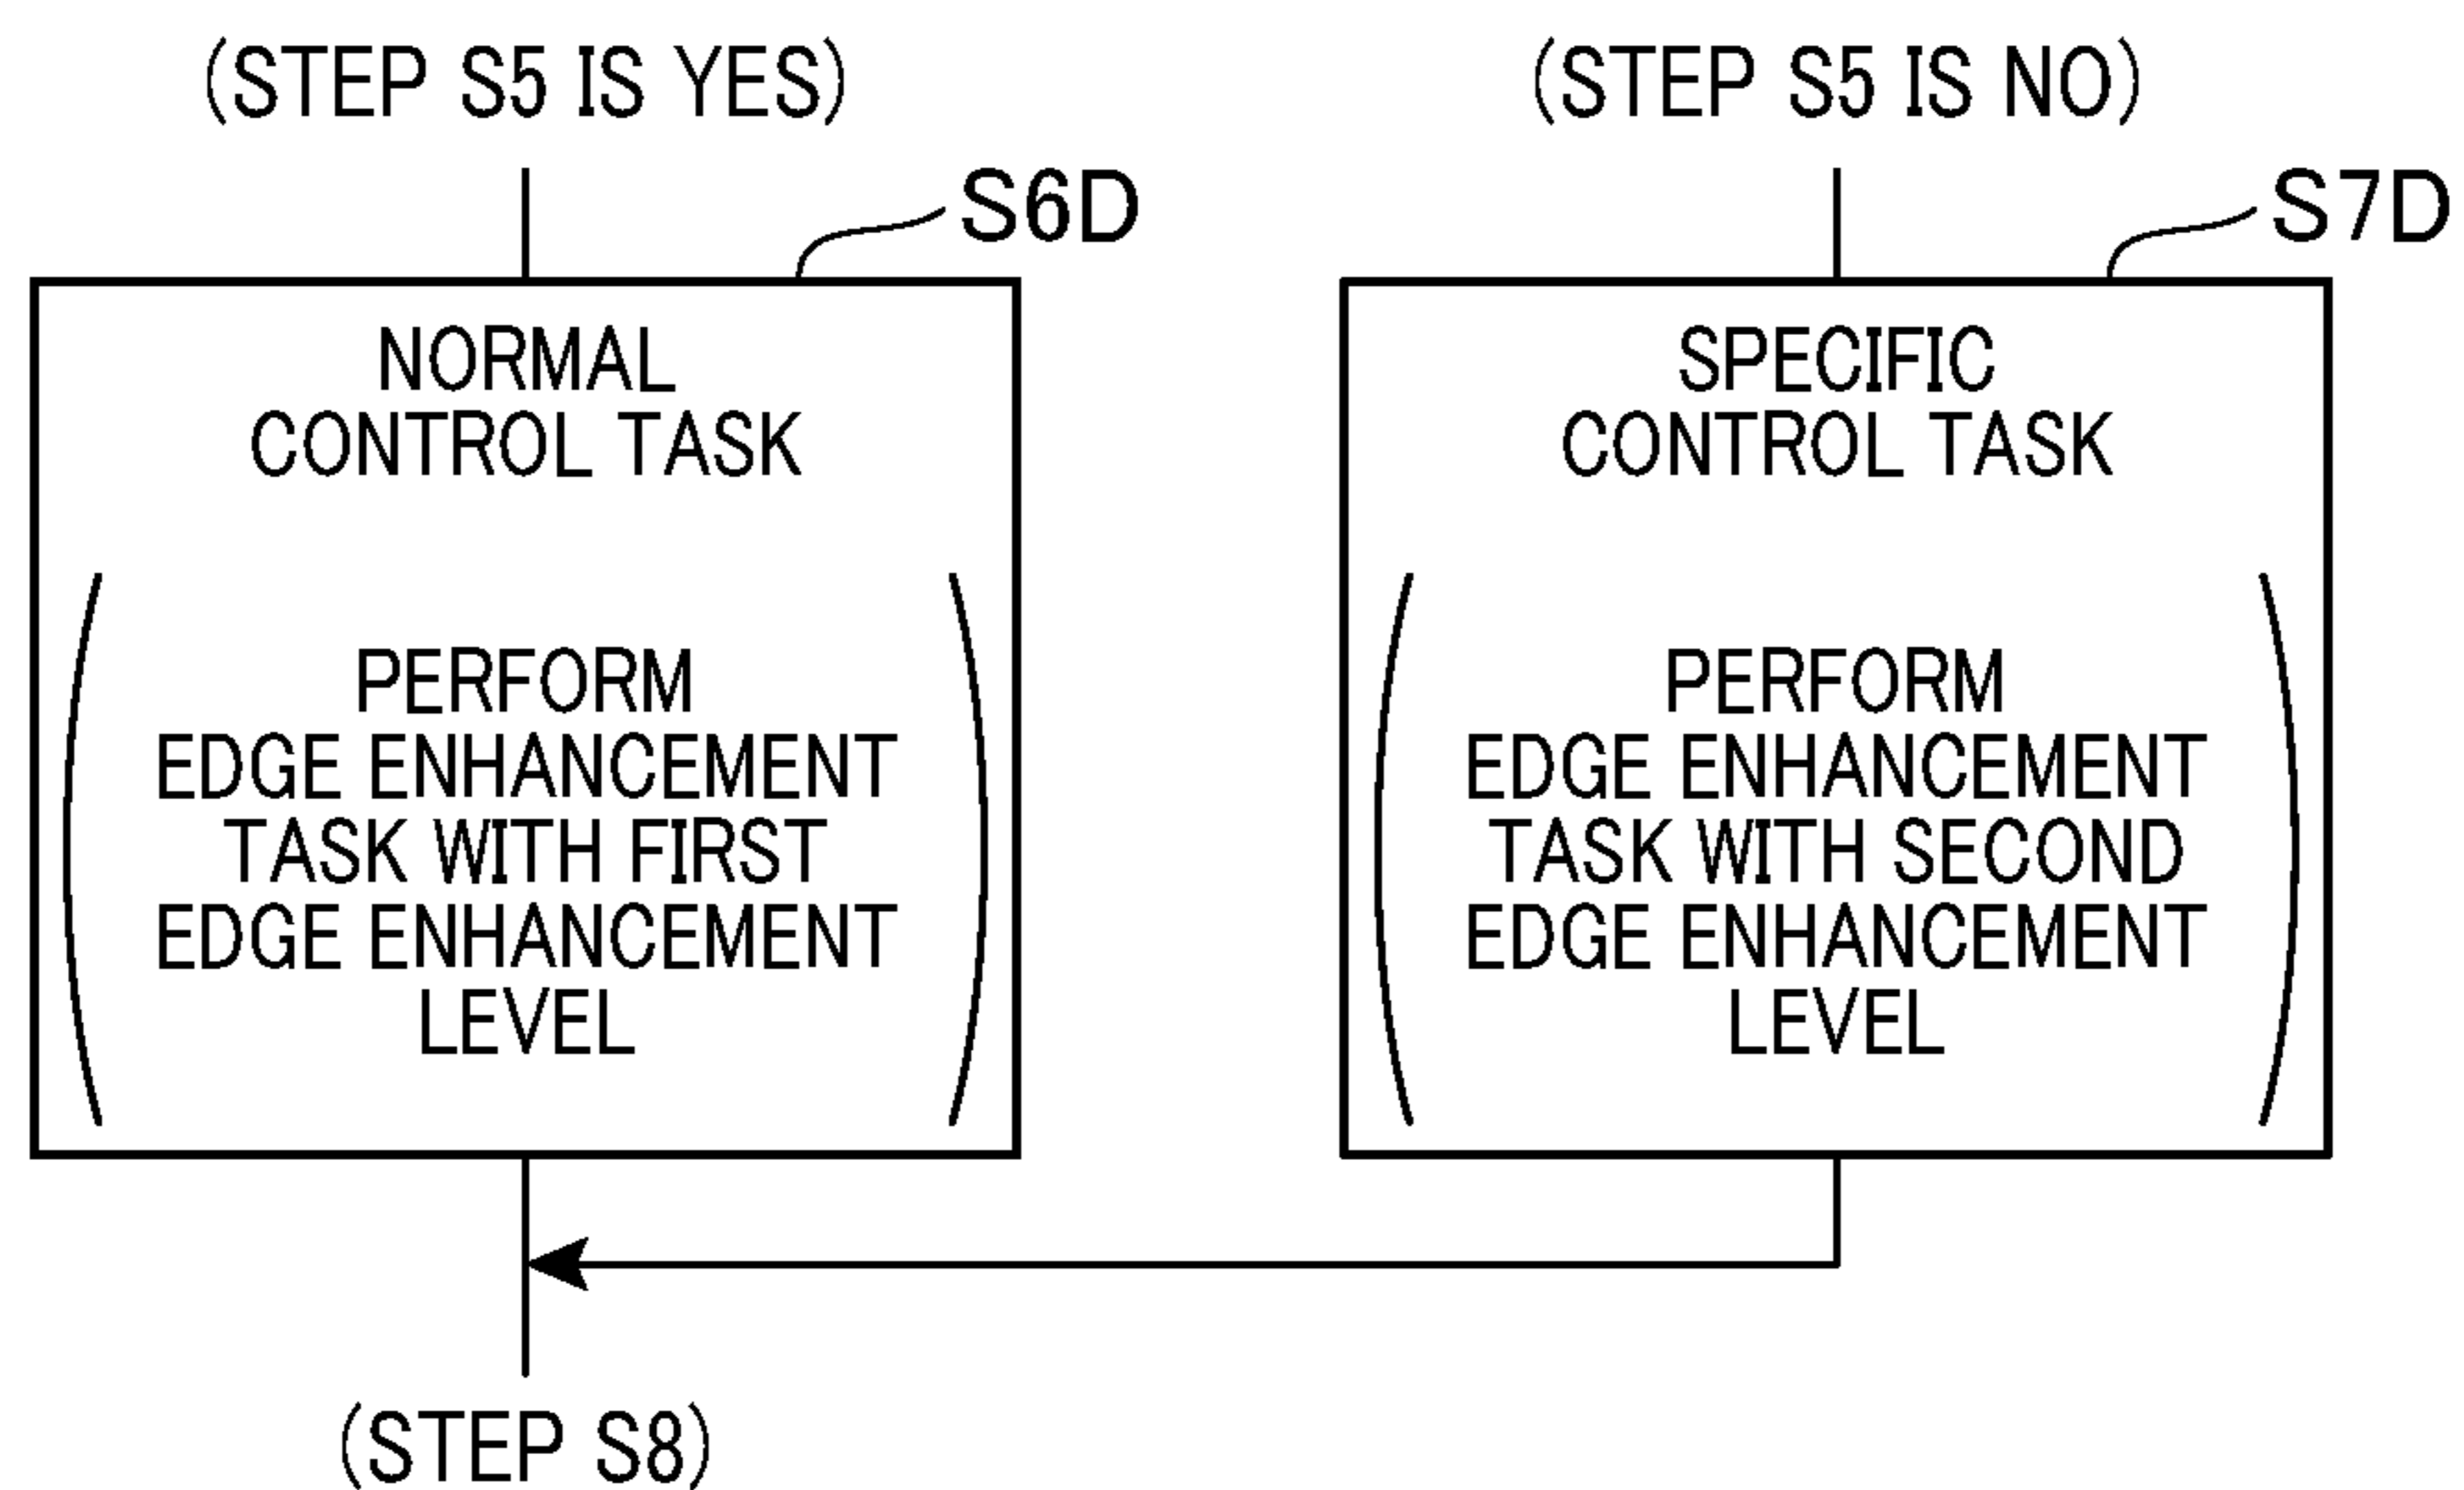 (STEP S5 IS YES)
S6D
NORMAL
CONTROL TASK
PERFORM
EDGE ENHANCEMENT
TASK WITH FIRST
EDGE ENHANCEMENT
LEVEL
(STEP S5 IS NO)
S7D
SPECIFIC
CONTROL TASK
PERFORM
EDGE ENHANCEMENT
TASK WITH SECOND
EDGE ENHANCEMENT
LEVEL
(STEP S8)